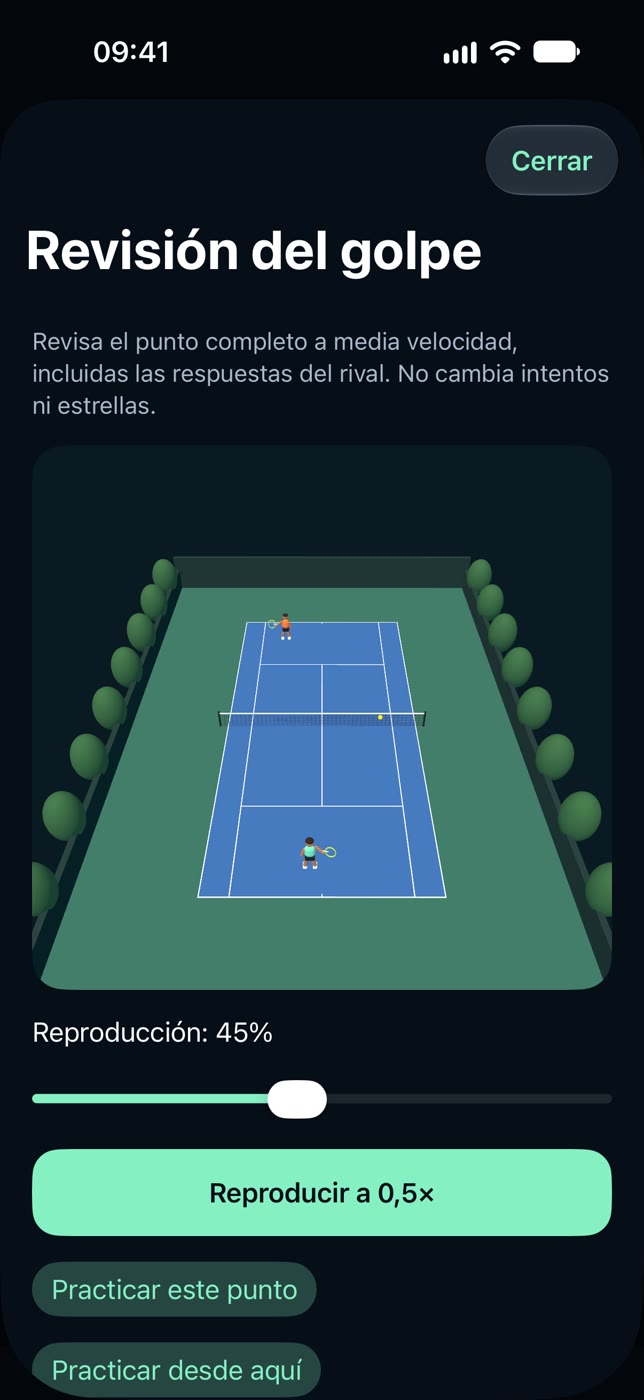 09:41
Cerrar
Revisión del golpe
Revisa el punto completo a media velocidad,
incluidas las respuestas del rival. No cambia intentos
ni estrellas.
Reproducción: 45%
Reproducir a 0,5×
Practicar este punto
Practicar desde aquí